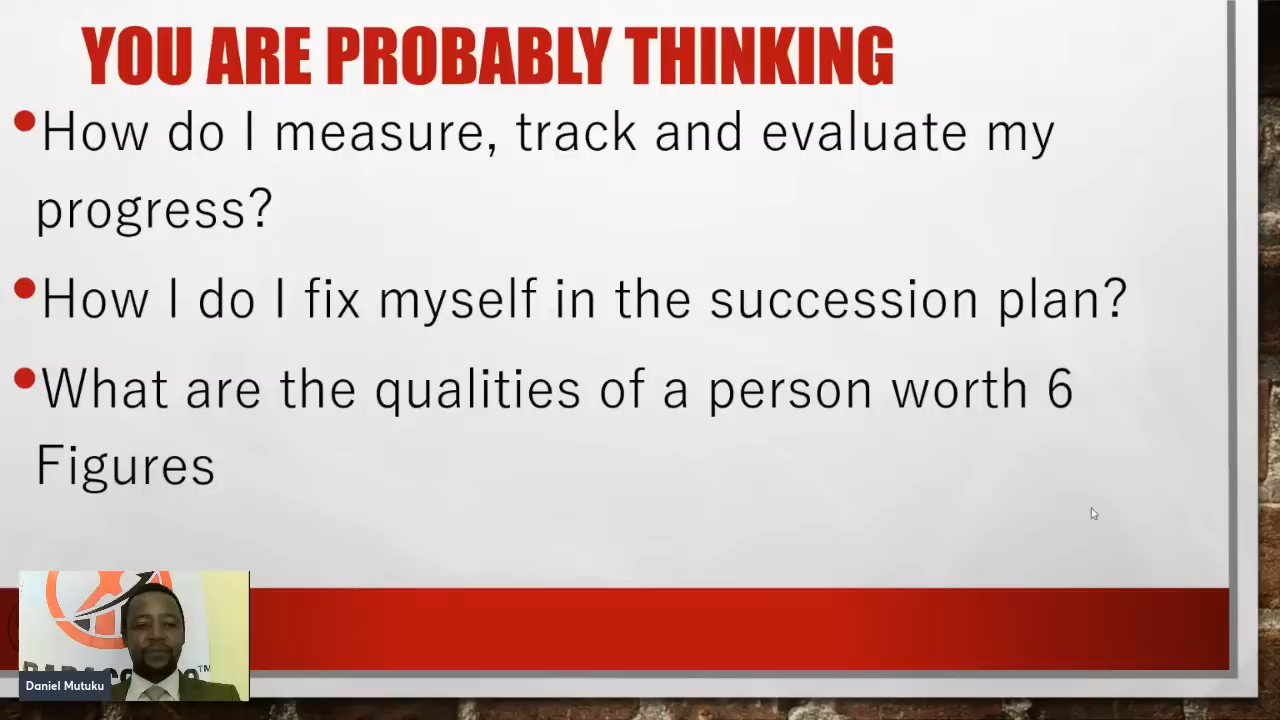 YOU ARE PROBABLY THINKING
•How do I measure, track and evaluate my
progress?
•How I do I fix myself in the succession plan?
•What are the qualities of a person worth 6
Figures
TM
Daniel Mutuku